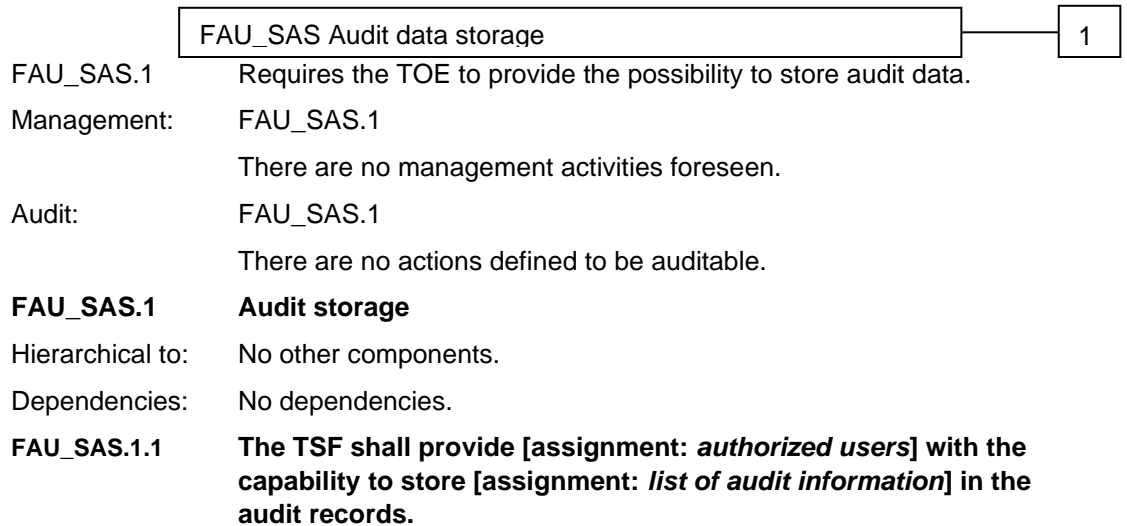 FAU_SAS Audit data storage 1
FAU_SAS.1 Requires the TOE to provide the possibility to store audit data.
Management: FAU_SAS.1
There are no management activities foreseen.
Audit: FAU_SAS.1
There are no actions defined to be auditable.
FAU_SAS.1 Audit storage
Hierarchical to: No other components.
Dependencies: No dependencies.
FAU_SAS.1.1 The TSF shall provide [assignment: authorized users] with the
capability to store [assignment: list of audit information] in the
audit records.